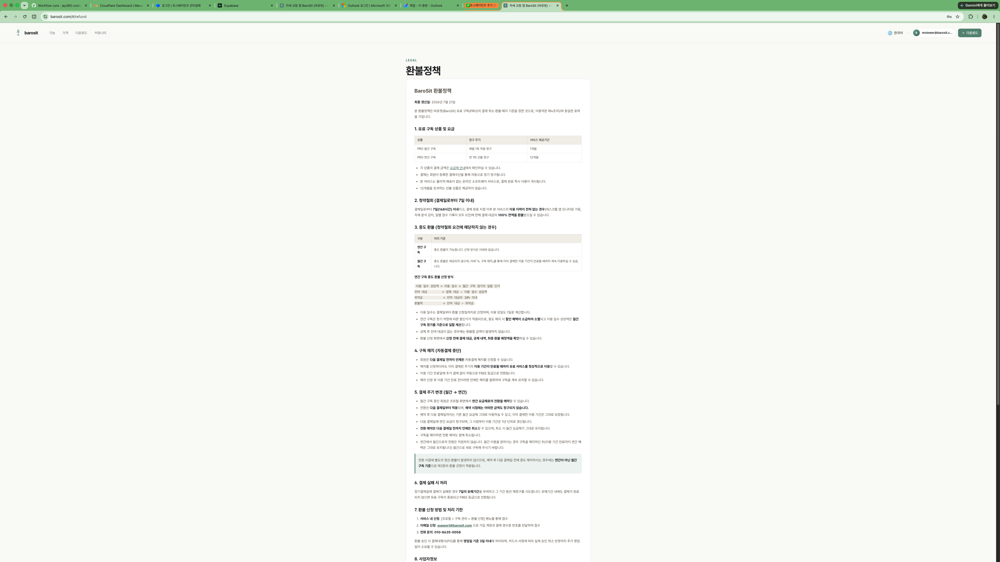 Workflow runs · jay365-code/
Cloudflare Dashboard | Mana
로그인 | 토스페이먼츠 전자결제
Supabase
자세 교정 앱 BaroSit (바로씻) —
Outlook 로그인 | Microsoft 365
메일 - 이 중현 - Outlook
✅토스페이먼츠 추가 요
자세 교정 앱 BaroSit (바로씻) —
Gemini에게 물어보기
barosit.com/#/refund
barosit 기능 가격 다운로드 커뮤니티
한국어 · R reviewer@barosit.c... → 다운로드
LEGAL
환불정책
BaroSit 환불정책
최종 갱신일: 2026년 7월 21일
본 환불정책은 바로씻(BaroSit) 유료 구독(PRO)의 결제 취소·환불·해지 기준을 정한 것으로, 이용약관 제4조의2와 동일한 효력
을 가집니다.
1. 유료 구독 상품 및 요금
상품 청구 주기 서비스 제공기간
PRO 월간 구독 매월 1회 자동 청구 1개월
PRO 연간 구독 연 1회 선불 청구 12개월
• 각 상품의 결제 금액은 요금제 안내에서 확인하실 수 있습니다.
• 결제는 회원이 등록한 결제수단을 통해 자동으로 정기 청구됩니다.
• 본 서비스는 물리적 배송이 없는 온라인 소프트웨어 서비스로, 결제 완료 즉시 이용이 개시됩니다.
• 12개월을 초과하는 선불 상품은 제공하지 않습니다.
2. 청약철회 (결제일로부터 7일 이내)
결제일로부터 7일(168시간) 이내이고, 결제 완료 시점 이후 본 서비스의 이용 이력이 전혀 없는 경우(데스크톱 앱 모니터링 가동,
자세 분석 감지, 일별 점수 기록이 모두 0건)에 한해 결제 대금의 100% 전액을 환불받으실 수 있습니다.
3. 중도 환불 (청약철회 요건에 해당하지 않는 경우)
구분 처리 기준
연간 구
독
중도 환불이 가능합니다. 산정 방식은 아래와 같습니다.
월간 구
독
중도 환불은 제공되지 않으며, 아래 「4. 구독 해지」를 통해 이미 결제한 이용 기간이 만료될 때까지 계속 이용하실 수 있습
니다.
연간 구독 중도 환불 산정 방식
이용 일수 상당액 = 이용 일수 × 월간 구독 정가의 일할 단가
잔여 대금 = 결제 대금 − 이용 일수 상당액
위약금 = 잔여 대금의 10% 이내
환불액 = 잔여 대금 − 위약금
• 이용 일수는 결제일부터 환불 신청일까지로 산정하며, 이용 당일도 1일로 계산합니다.
• 연간 구독은 장기 약정에 따른 할인가가 적용되므로, 중도 해지 시 할인 혜택이 소급하여 소멸되고 이용 일수 상당액은 월간
구독 정가를 기준으로 일할 계산합니다.
• 공제 후 잔여 대금이 없는 경우에는 환불할 금액이 발생하지 않습니다.
• 환불 신청 화면에서 신청 전에 결제 대금, 공제 내역, 최종 환불 예정액을 확인하실 수 있습니다.
4. 구독 해지 (자동결제 중단)
• 회원은 다음 결제일 전까지 언제든 자동결제 해지를 신청할 수 있습니다.
• 해지를 신청하더라도 이미 결제된 주기의 이용 기간이 만료될 때까지 유료 서비스를 정상적으로 이용할 수 있습니다.
• 이용 기간 만료일에 추가 결제 없이 자동으로 FREE 등급으로 전환됩니다.
• 해지 신청 후 이용 기간 만료 전이라면 언제든 해지를 철회하여 구독을 계속 유지할 수 있습니다.
5. 결제 주기 변경 (월간 → 연간)
• 월간 구독 중인 회원은 프로필 화면에서 연간 요금제로의 전환을 예약할 수 있습니다.
• 전환은 다음 결제일부터 적용되며, 예약 시점에는 어떠한 금액도 청구되지 않습니다.
• 예약 후 다음 결제일까지는 기존 월간 요금제 그대로 이용하실 수 있고, 이미 결제한 이용 기간은 그대로 보장됩니다.
• 다음 결제일에 연간 요금이 청구되며, 그 시점부터 이용 기간은 1년 단위로 갱신됩니다.
• 전환 예약은 다음 결제일 전까지 언제든 취소할 수 있으며, 취소 시 월간 요금제가 그대로 유지됩니다.
• 구독을 해지하면 전환 예약도 함께 취소됩니다.
• 연간에서 월간으로의 전환은 지원하지 않습니다. 월간 이용을 원하시는 경우 구독을 해지하신 뒤(이용 기간 만료까지 연간 혜
택은 그대로 유지됩니다) 월간으로 새로 구독해 주시기 바랍니다.
전환 시점에 별도의 정산·환불이 발생하지 않으므로, 예약 후 다음 결제일 전에 중도 해지하시는 경우에는 연간이 아닌 월간
구독 기준으로 제3항의 환불 규정이 적용됩니다.
6. 결제 실패 시 처리
정기결제일에 결제가 실패한 경우 7일의 유예기간을 부여하고 그 기간 동안 재청구를 시도합니다. 유예기간 내에도 결제가 완료
되지 않으면 유료 구독이 종료되고 FREE 등급으로 전환됩니다.
7. 환불 신청 방법 및 처리 기한
1. 서비스 내 신청: [프로필 > 구독 관리 > 환불 신청] 메뉴를 통해 접수
2. 이메일 신청: support@barosit.com 으로 가입 계정과 결제 영수증 번호를 전달하여 접수
3. 전화 문의: 010-8635-0058
환불 승인 시 결제대행사(PG)를 통해 영업일 기준 3일 이내에 처리되며, 카드사 사정에 따라 실제 승인 취소 반영까지 추가 영업
일이 소요될 수 있습니다.
8. 사업자정보